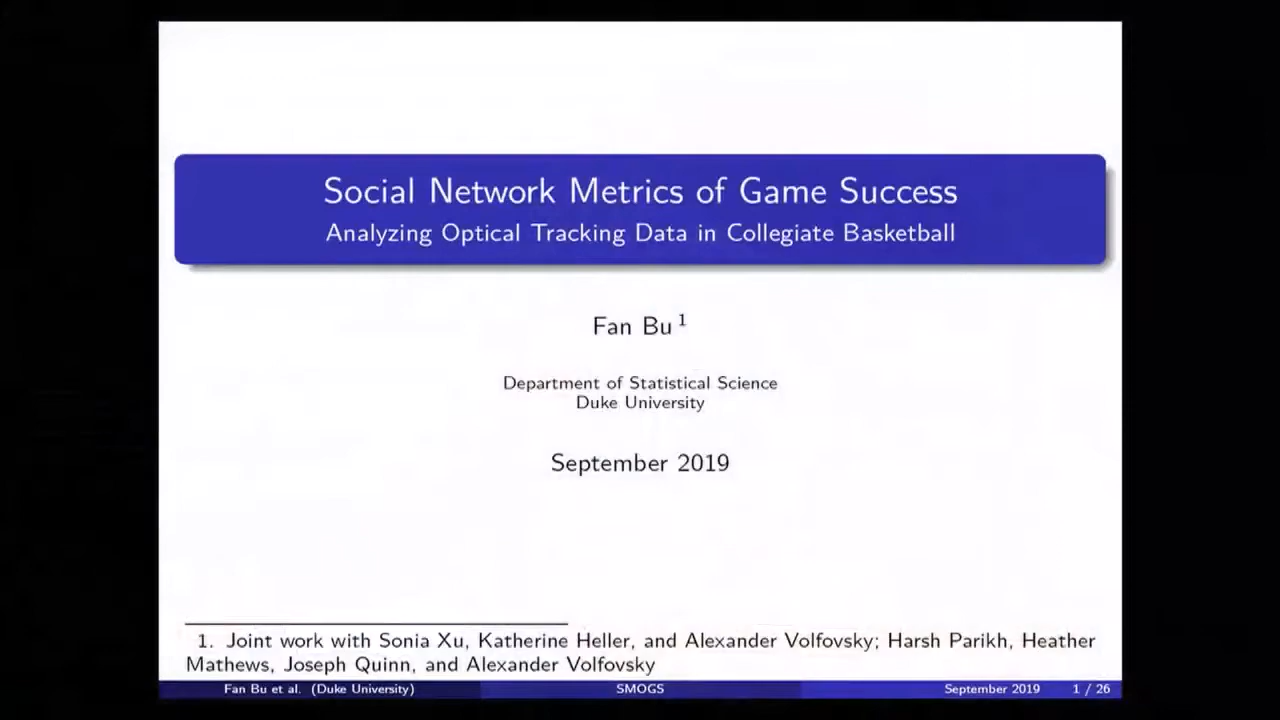 Social Network Metrics of Game Success
Analyzing Optical Tracking Data in Collegiate Basketball
Fan Bu 1
Department of Statistical Science
Duke University
September 2019
1. Joint work with Sonia Xu, Katherine Heller, and Alexander Volfovsky; Harsh Parikh, Heather
Mathews, Joseph Quinn, and Alexander Volfovsky
Fan Bu et al. (Duke University) SMOGS September 2019 1 / 26